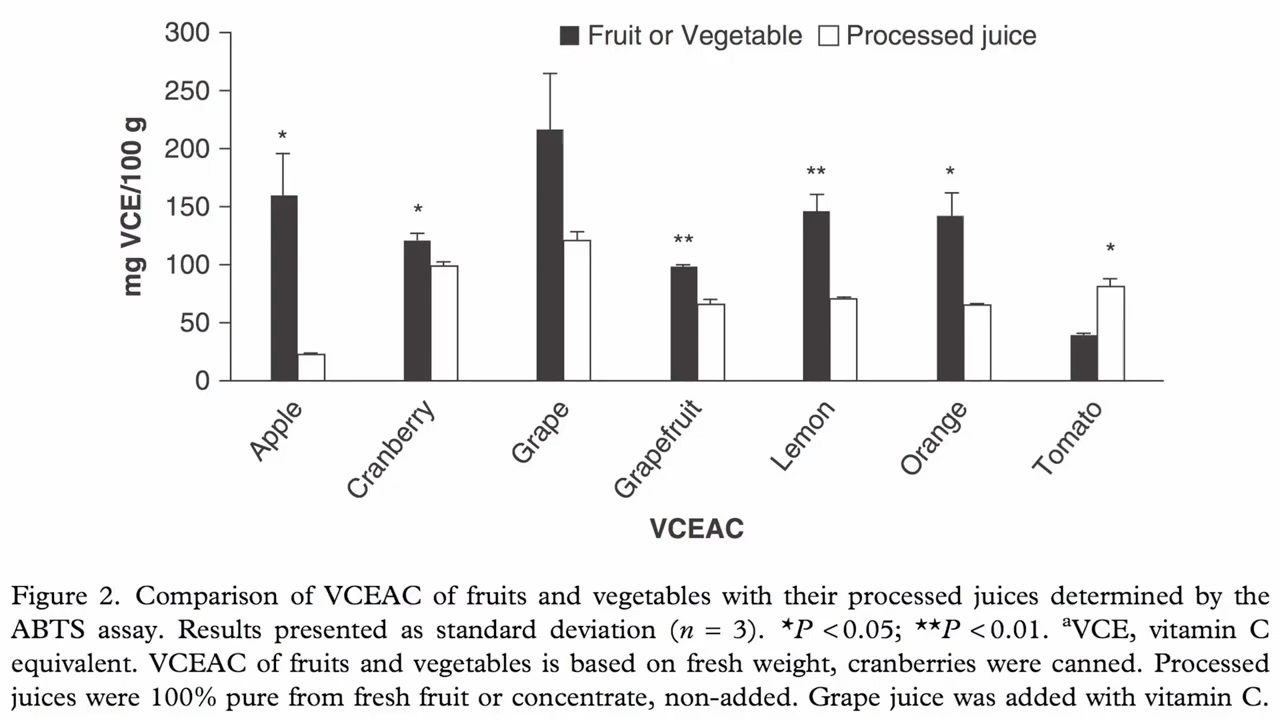 300
250
200
150
100
50
0
mg VCE/100 g
Fruit or Vegetable
Processed juice
*
*
**
**
*
*
Apple
Cranberry
Grape
Grapefruit
Lemon
Orange
Tomato
VCEAC
Figure 2. Comparison of VCEAC of fruits and vegetables with their processed juices determined by the
ABTS assay. Results presented as standard deviation (n = 3). *P <0.05; **P <0.01. ᵃVCE, vitamin C
equivalent. VCEAC of fruits and vegetables is based on fresh weight, cranberries were canned. Processed
juices were 100% pure from fresh fruit or concentrate, non-added. Grape juice was added with vitamin C.